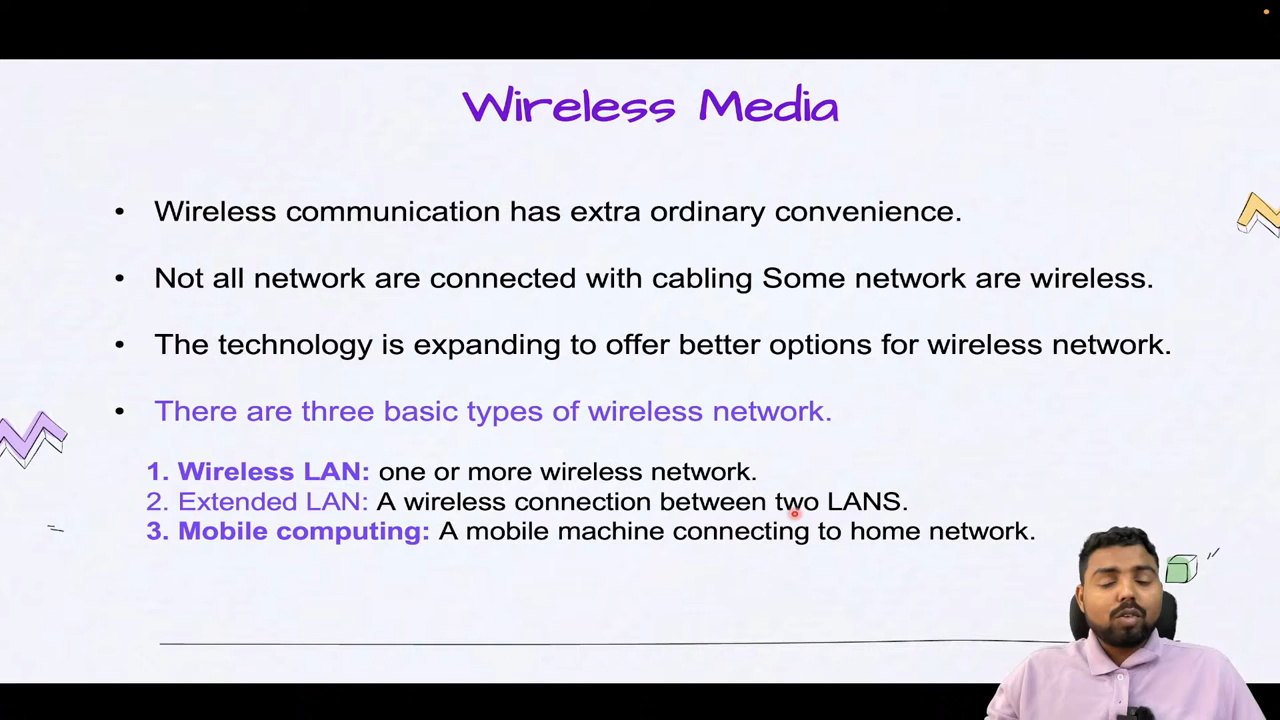 Wireless Media
• Wireless communication has extra ordinary convenience.
• Not all network are connected with cabling Some network are wireless.
• The technology is expanding to offer better options for wireless network.
• There are three basic types of wireless network.
1. Wireless LAN: one or more wireless network.
2. Extended LAN: A wireless connection between two LANS.
3. Mobile computing: A mobile machine connecting to home network.